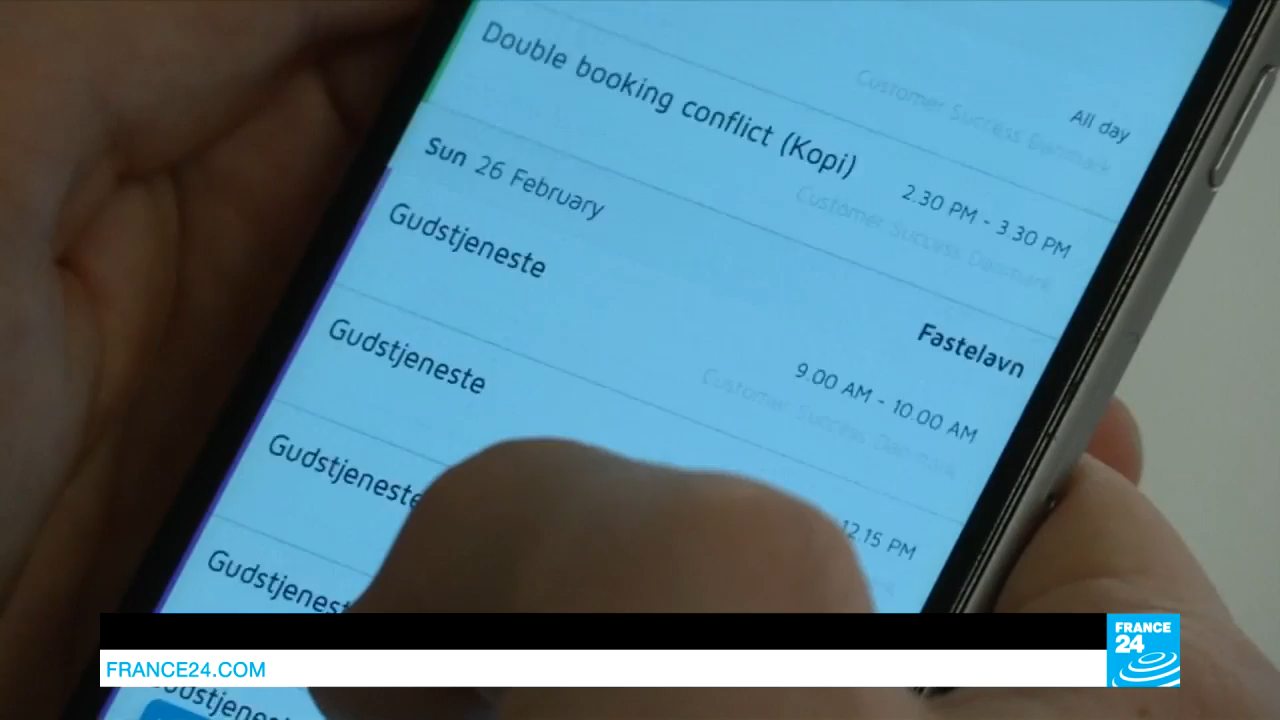 All day
Customer Success Danmark
Double booking conflict (Kopi)
2.30 PM - 3.30 PM
Customer Success Danmark
Sun 26 February
Fastelavn
Gudstjeneste
9.00 AM - 10.00 AM
Customer Success Danmark
Gudstjeneste
12.15 PM
Gudstjeneste
Gudstjeneste
FRANCE
24
FRANCE24.COM